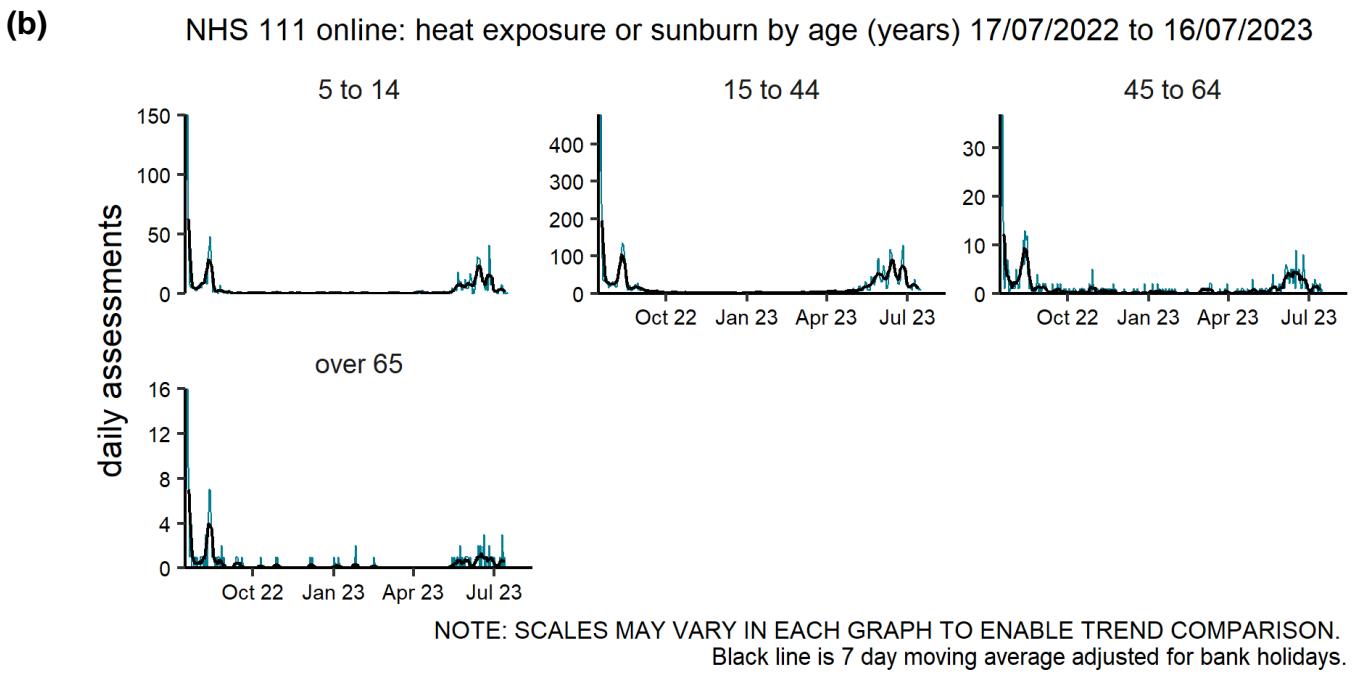 (b)
NHS 111 online: heat exposure or sunburn by age (years) 17/07/2022 to 16/07/2023
5 to 14
15 to 44
45 to 64
daily assessments
150
100
50
0
400
300
200
100
0
Oct 22 Jan 23 Apr 23 Jul 23
30
20
10
0
Oct 22 Jan 23 Apr 23 Jul 23
over 65
16
12
8
4
0
Oct 22 Jan 23 Apr 23 Jul 23
NOTE: SCALES MAY VARY IN EACH GRAPH TO ENABLE TREND COMPARISON.
Black line is 7 day moving average adjusted for bank holidays.